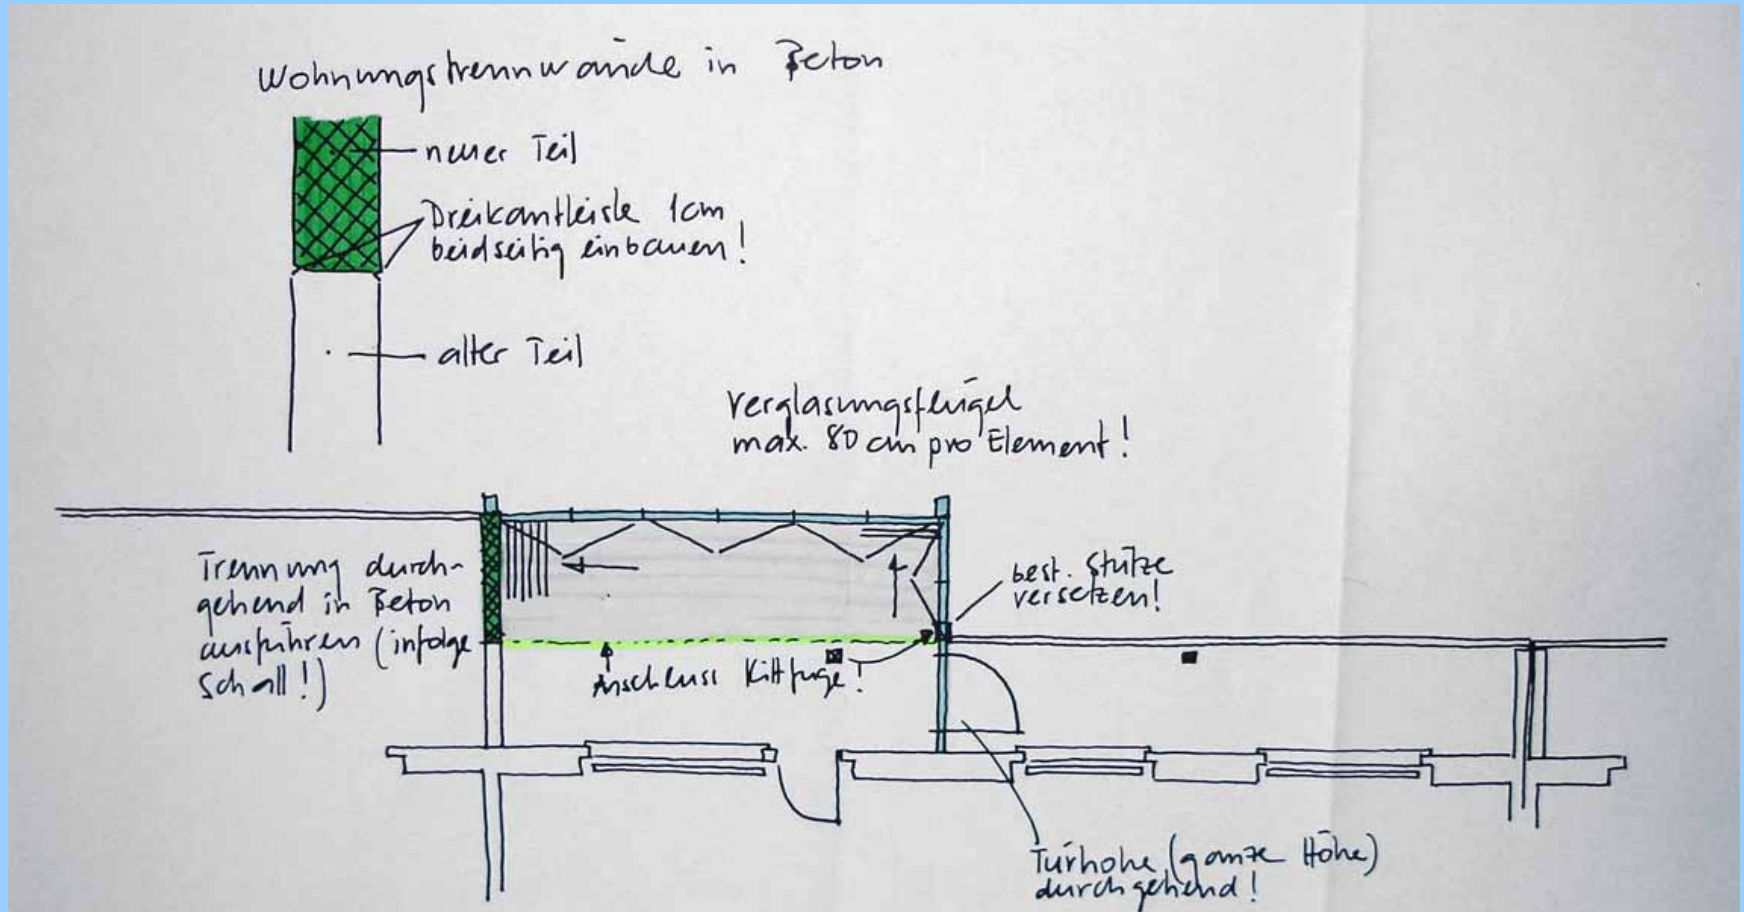 Wohnungstrennwände in Beton
neuer Teil
Dreikantleiste 1cm
beidseitig einbauen!
alter Teil
Verglasungsflügel
max. 80 cm pro Element!
Trennung durch-
gehend in Beton
ausführen (infolge
Schall!)
best. Stütze
versetzen!
Anschluss Kittfuge!
Türhöhe (ganze Höhe)
durchgehend!